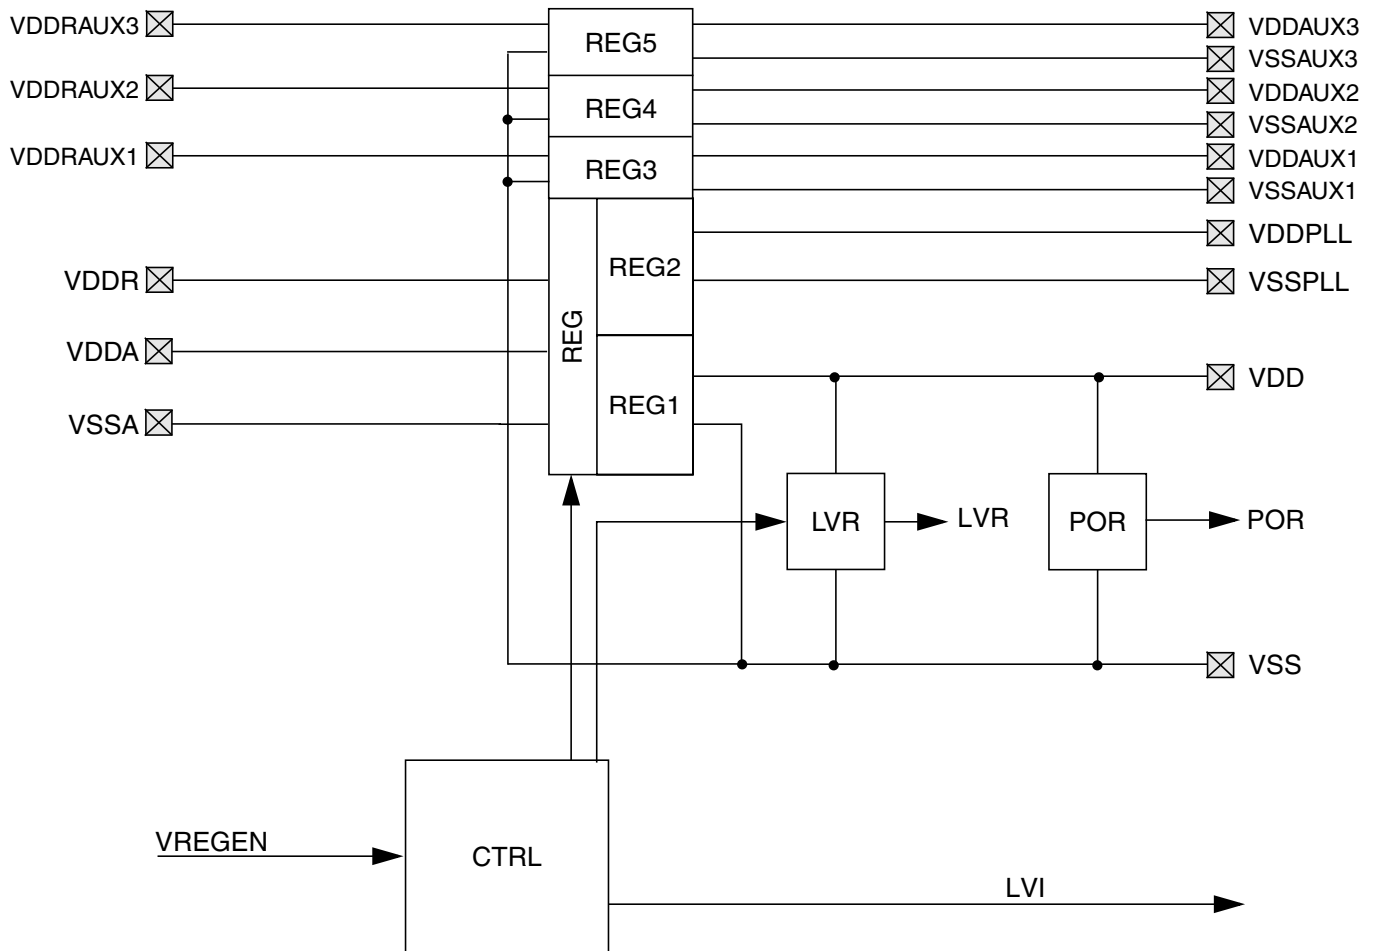 VDDRAUX3
REG5
VDDAUX3
VSSAUX3
VDDRAUX2
REG4
VDDAUX2
VSSAUX2
VDDRAUX1
REG3
VDDAUX1
VSSAUX1
VDDPLL
VDDR
REG2
VSSPLL
REG
VDDA
VDD
VSSA
REG1
LVR
LVR
POR
POR
VSS
VREGEN
CTRL
LVI